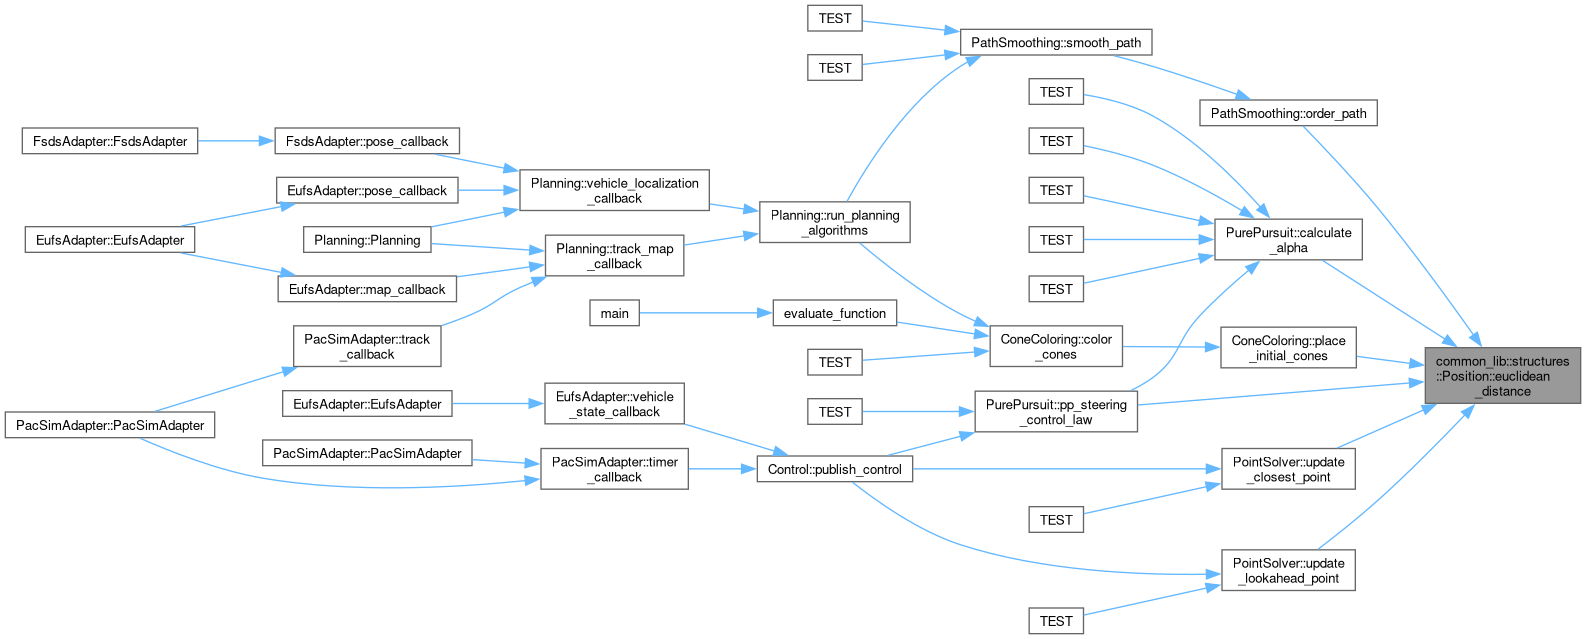 TEST
PathSmoothing::smooth_path
TEST
TEST
PathSmoothing::order_path
FsdsAdapter::FsdsAdapter
FsdsAdapter::pose_callback
TEST
EufsAdapter::pose_callback
Planning::vehicle_localization
_callback
TEST
Planning::run_planning
_algorithms
EufsAdapter::EufsAdapter
Planning::Planning
TEST
PurePursuit::calculate
_alpha
Planning::track_map
_callback
EufsAdapter::map_callback
TEST
main
evaluate_function
PacSimAdapter::track
_callback
TEST
ConeColoring::color
_cones
ConeColoring::place
_initial_cones
common_lib::structures
::Position::euclidean
_distance
EufsAdapter::EufsAdapter
EufsAdapter::vehicle
_state_callback
TEST
PurePursuit::pp_steering
_control_law
PacSimAdapter::PacSimAdapter
PacSimAdapter::PacSimAdapter
PacSimAdapter::timer
_callback
Control::publish_control
PointSolver::update
_closest_point
TEST
PointSolver::update
_lookahead_point
TEST